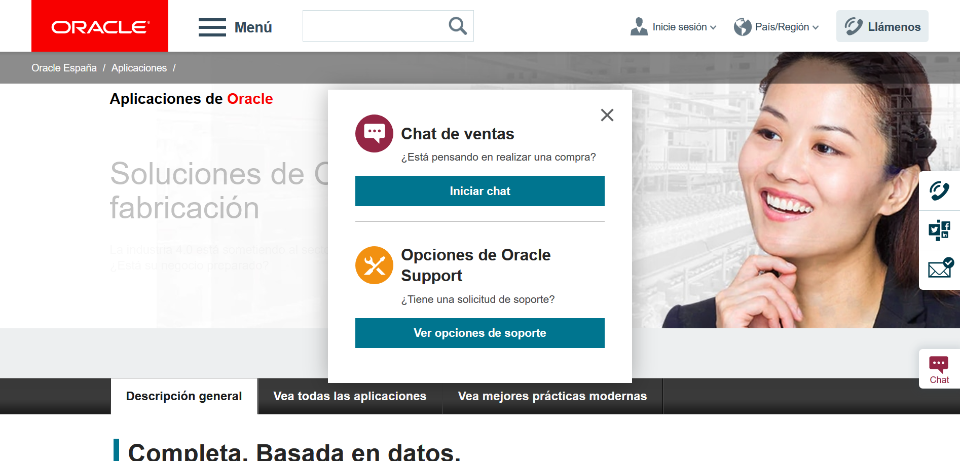 ORACLE
Menú
Inicie sesión
País/Región
Llámenos
Oracle España / Aplicaciones /
Aplicaciones de Oracle
Soluciones de C
fabricación
Chat de ventas
¿Está pensando en realizar una compra?
Iniciar chat
Opciones de Oracle
Support
¿Tiene una solicitud de soporte?
Ver opciones de soporte
Chat
Descripción general
Vea todas las aplicaciones
Vea mejores prácticas modernas
Completa. Basada en datos.